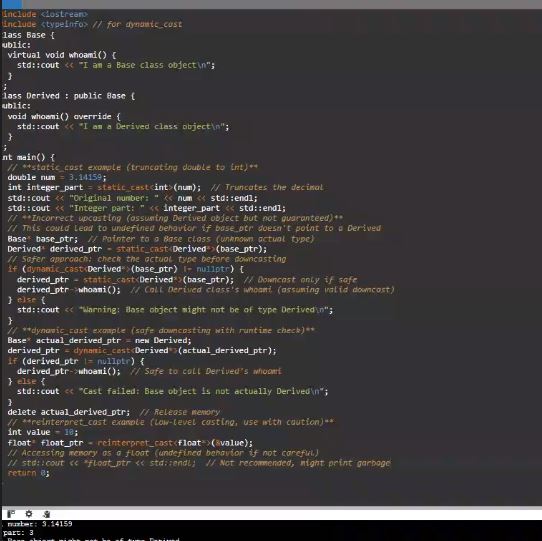 include <iostream>
include <typeinfo> // for dynamic_cast
lass Base {
ublic:
virtual void whoami() {
std::cout << "I am a Base class object\n";
}
;
lass Derived : public Base {
ublic:
void whoami() override {
std::cout << "I am a Derived class object\n";
}
;
nt main() {
// **static_cast example (truncating double to int)**
double num = 3.14159;
int integer_part = static_cast<int>(num); // Truncates the decimal
std::cout << "Original number: " << num << std::endl;
std::cout << "Integer part: " << integer_part << std::endl;
// **Incorrect upcasting (assuming Derived object but not guaranteed)**
// This could lead to undefined behavior if base_ptr doesn't point to a Derived
Base* base_ptr; // Pointer to a Base class (unknown actual type)
Derived* derived_ptr = static_cast<Derived*>(base_ptr);
// Safer approach: check the actual type before downcasting
if (dynamic_cast<Derived*>(base_ptr) != nullptr) {
derived_ptr = static_cast<Derived*>(base_ptr); // Downcast only if safe
derived_ptr->whoami(); // Call Derived class's whoami (assuming valid downcast)
} else {
std::cout << "Warning: Base object might not be of type Derived\n";
}
// **dynamic_cast example (safe downcasting with runtime check)**
Base* actual_derived_ptr = new Derived;
derived_ptr = dynamic_cast<Derived*>(actual_derived_ptr);
if (derived_ptr != nullptr) {
derived_ptr->whoami(); // Safe to call Derived's whoami
} else {
std::cout << "Cast failed: Base object is not actually Derived\n";
}
delete actual_derived_ptr; // Release memory
// **reinterpret_cast example (low-level casting, use with caution)**
int value = 10;
float* float_ptr = reinterpret_cast<float*>(&value);
// Accessing memory as a float (undefined behavior if not careful)
// std::cout << *float_ptr << std::endl; // Not recommended, might print garbage
return 0;
number: 3.14159
part: 3
Base object might not be of type Derived